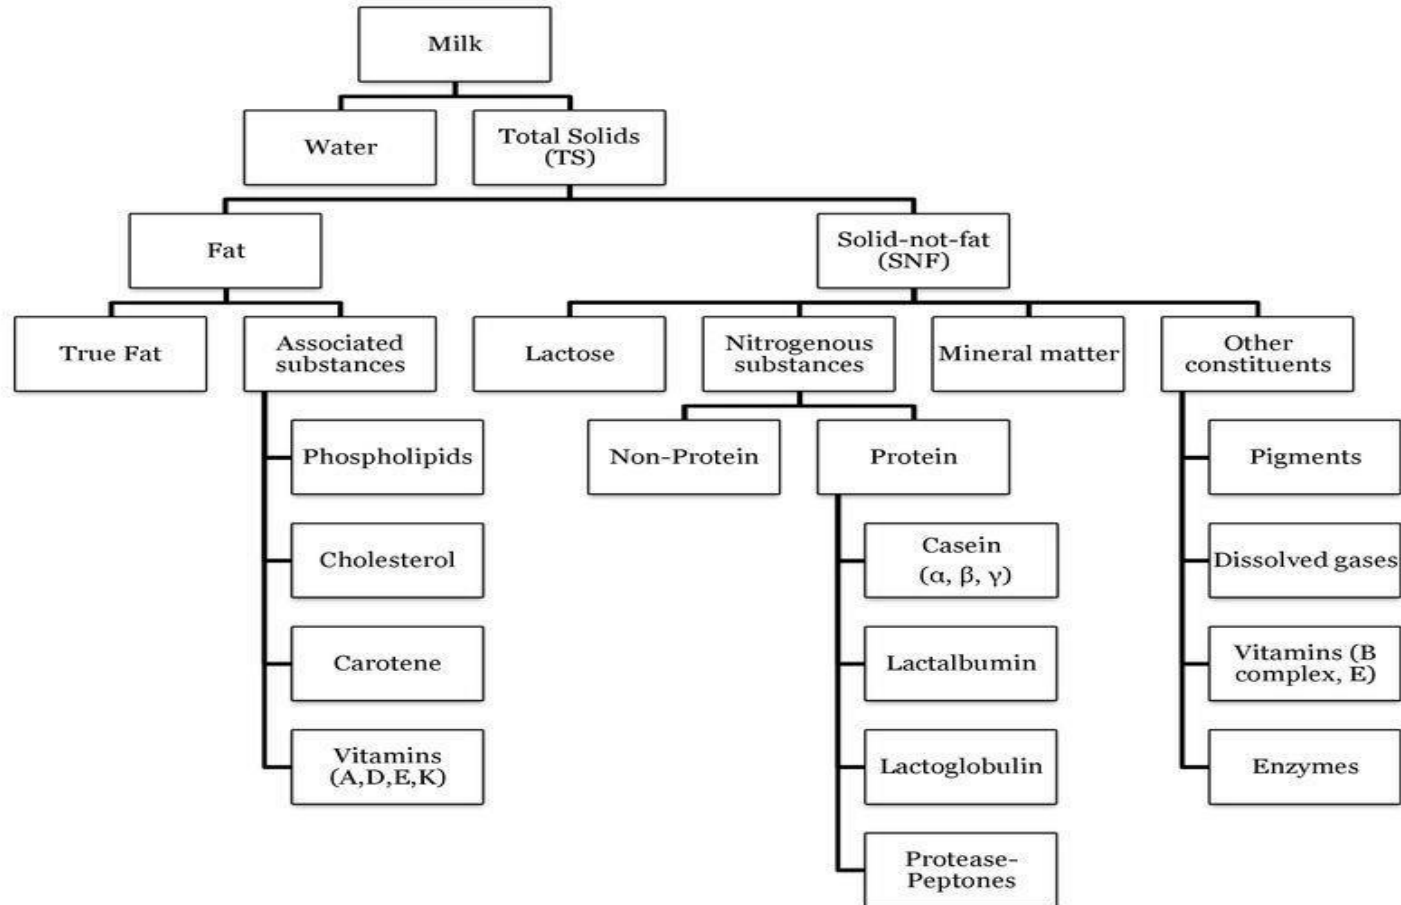 Milk
Water
Total Solids
(TS)
Fat
Solid-not-fat
(SNF)
True Fat
Associated
substances
Lactose
Nitrogenous
substances
Mineral matter
Other
constituents
Phospholipids
Non-Protein
Protein
Pigments
Cholesterol
Casein
(α, β, γ)
Dissolved gases
Carotene
Lactalbumin
Vitamins (B
complex, E)
Vitamins
(A,D,E,K)
Lactoglobulin
Enzymes
Protease-
Peptones